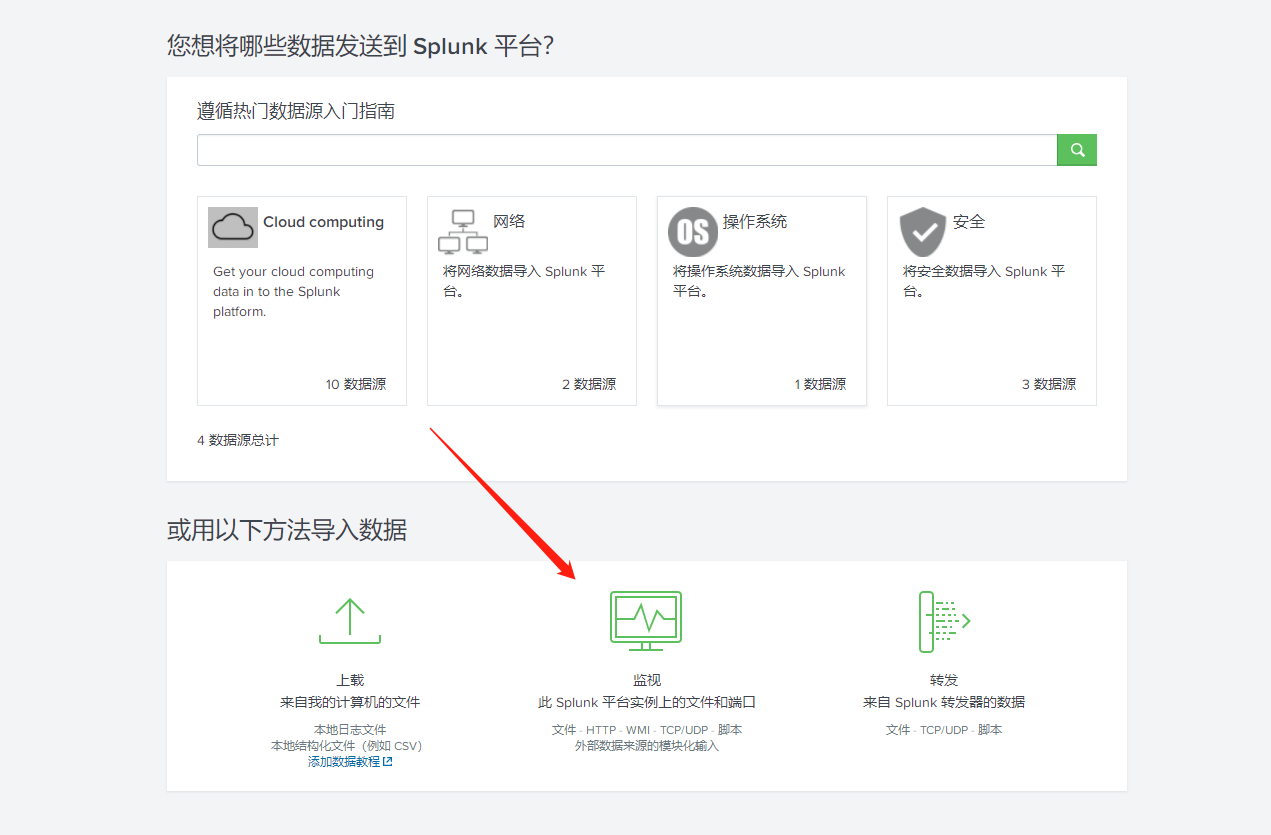 您想将哪些数据发送到 Splunk 平台?
遵循热门数据源入门指南
Cloud computing
Get your cloud computing
data in to the Splunk
platform.
10 数据源
网络
将网络数据导入 Splunk 平
台。
2 数据源
OS
操作系统
将操作系统数据导入 Splunk
平台。
1 数据源
安全
将安全数据导入 Splunk 平
台。
3 数据源
4 数据源总计
或用以下方法导入数据
上载
来自我的计算机的文件
本地日志文件
本地结构化文件（例如 CSV）
添加数据教程
监视
此 Splunk 平台实例上的文件和端口
文件 - HTTP - WMI - TCP/UDP - 脚本
外部数据来源的模块化输入
转发
来自 Splunk 转发器的数据
文件 - TCP/UDP - 脚本